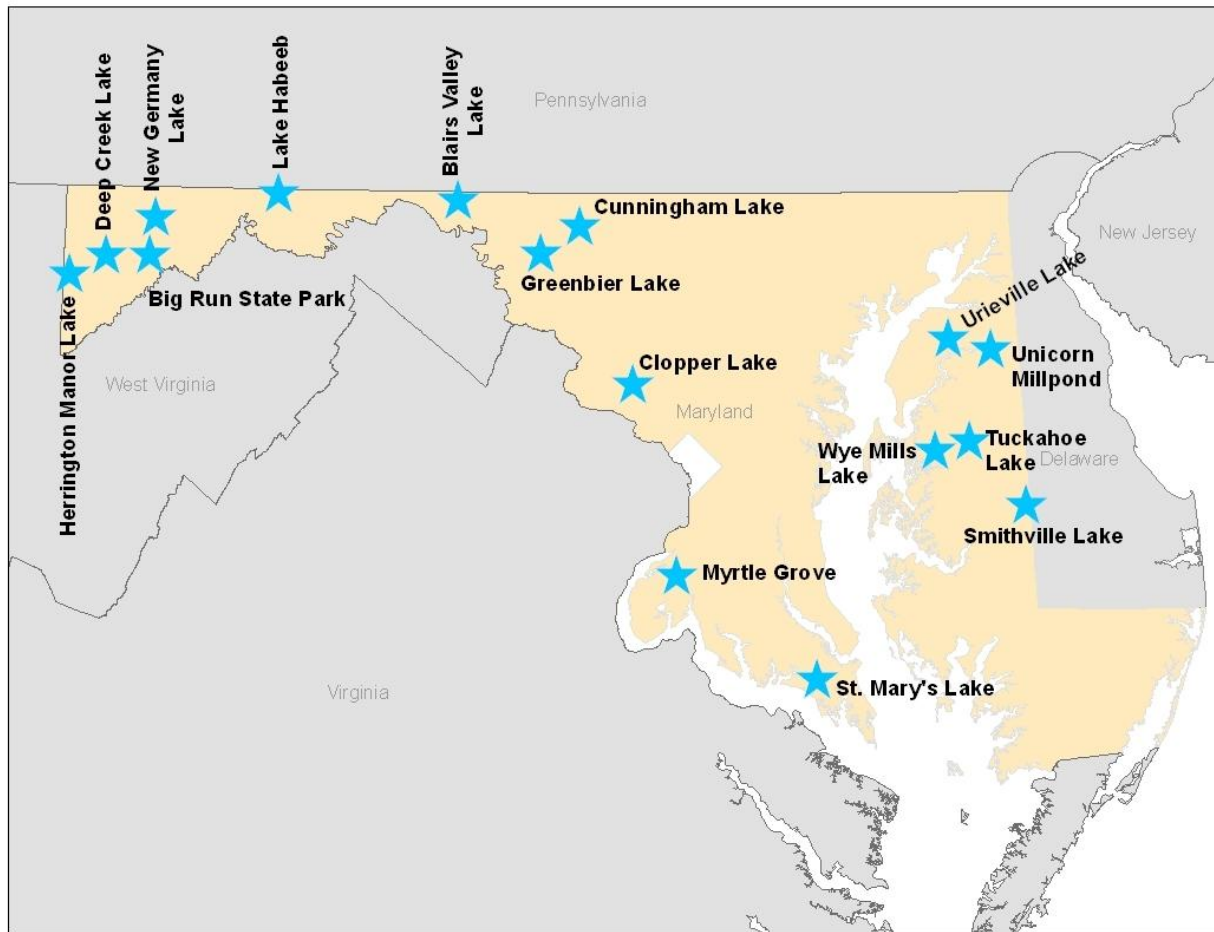 Deep Creek Lake
New Germany
Lake
Lake Habeeb
Blairs Valley
Lake
Pennsylvania
Cunningham Lake
New Jersey
Greenbier Lake
Big Run State Park
Herrington Manor Lake
Urieville Lake
Unicorn
Millpond
West Virginia
Clopper Lake
Maryland
Wye Mills
Lake
Tuckahoe
Lake
Delaware
Smithville Lake
Myrtle Grove
Virginia
St. Mary's Lake